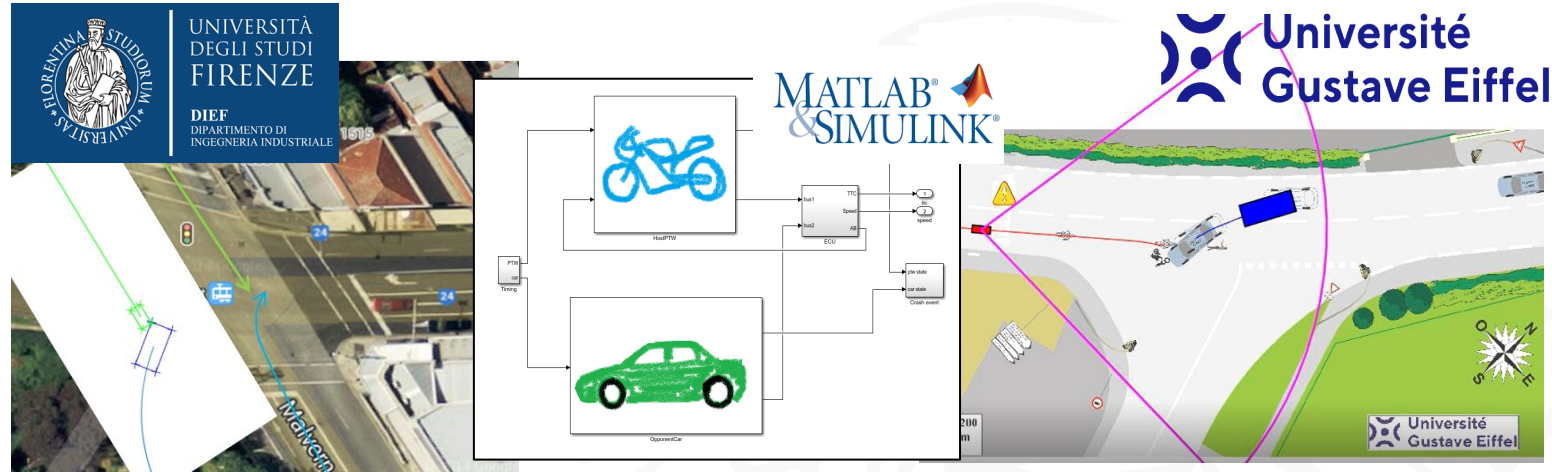 UNIVERSITÀ
DEGLI STUDI
FIRENZE
DIEF
DIPARTIMENTO DI
INGEGNERIA INDUSTRIALE
FLORENTINA STUDIORUM UNIVERSITAS
1515
24
24
Malvern
MATLAB®
&SIMULINK®
HostPTW
PTW
car
Timing
bus1
bus2
TTC
Speed
AB
ECU
1
ttc
2
speed
ptw state
car state
Crash event
OpponentCar
Université
Gustave Eiffel
O
N
S
E
200
m
Université
Gustave Eiffel